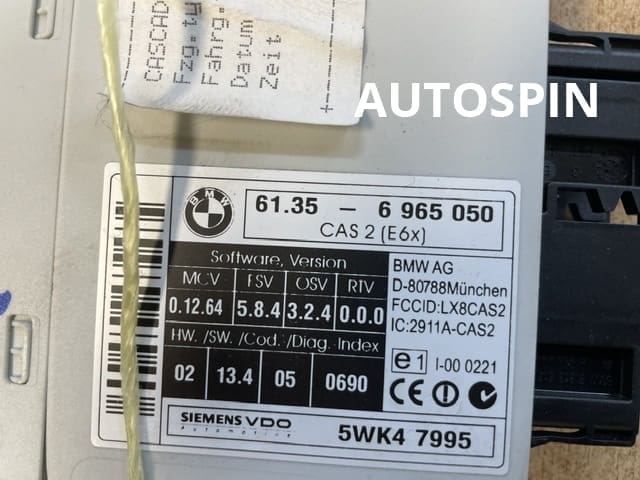 CASCAD
Fzg.ty
Fahrg.
Datum
Zeit
AUTOSPIN
BMW
61.35 - 6 965 050
CAS 2 (E6x)
Software, Version
MCV FSV OSV RTV
0.12.64 5.8.4 3.2.4 0.0.0
HW. /SW. /Cod. /Diag. Index
02 13.4 05 0690
BMW AG
D-80788München
FCCID:LX8CAS2
IC:2911A-CAS2
e1 I-00 0221
CE
SIEMENS VDO
Automotive
5WK4 7995